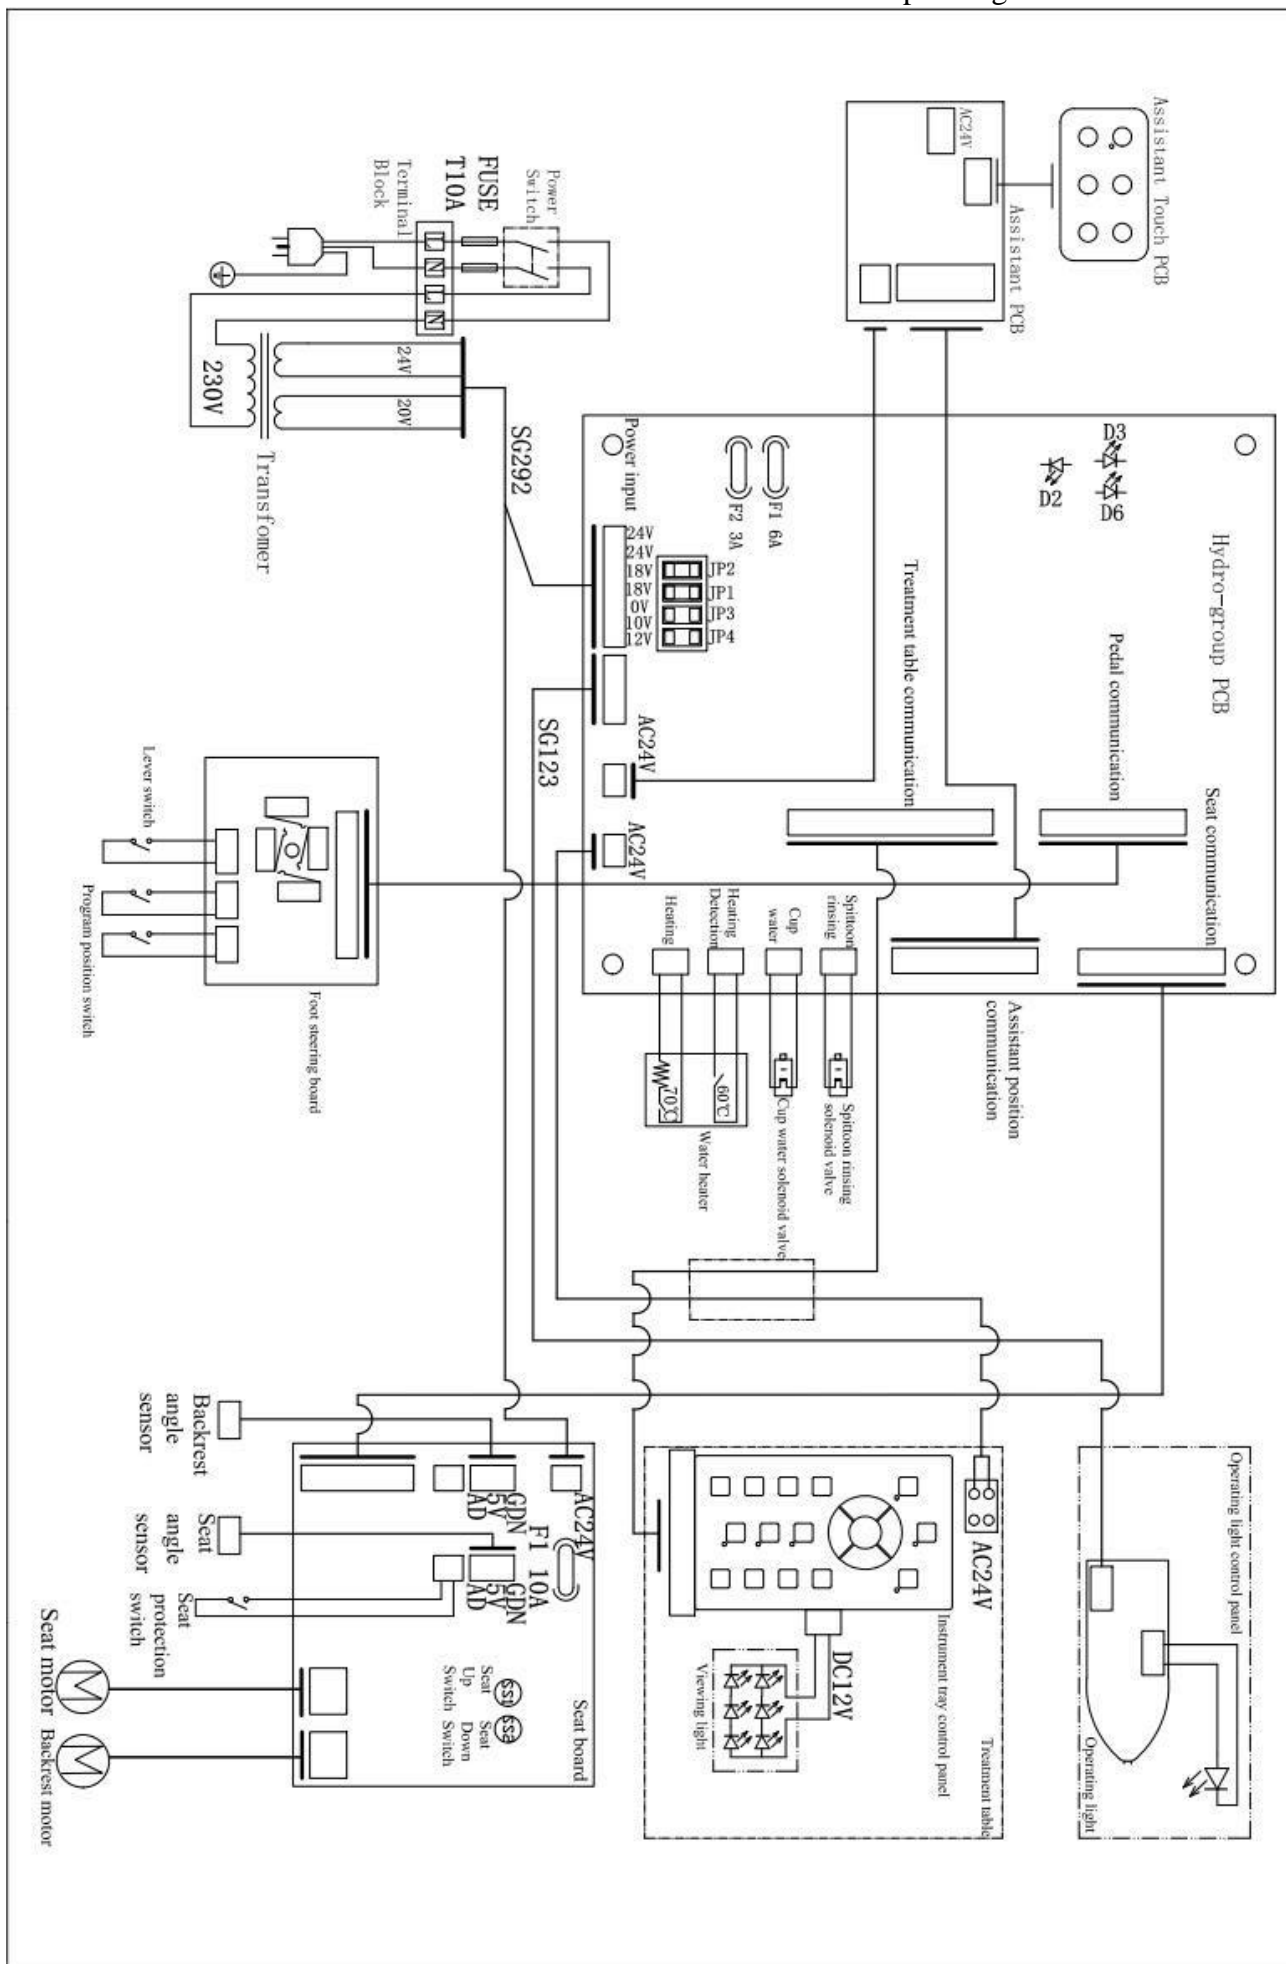 Assistant Touch PCB
AC24V
Assistant PCB
Power
Switch
FUSE
T10A
Terminal
Block
L
N
L
N
24V
20V
230V
Transfomer
SG292
D3
D6
D2
Hydro-group PCB
F1 6A
F2 3A
Power input
24V
24V
18V
18V
0V
10V
12V
JP2
JP1
JP3
JP4
Treatment table communication
Pedal communication
Seat communication
AC24V
AC24V
SG123
Assistant position
communication
Spittoon
rinsing
Cup
water
Heating
Detection
Heating
Spittoon rinsing
solenoid valve
Cup water solenoid valve
60℃
70℃
Water heater
Lever switch
Program position switch
Foot steering board
Operating light control panel
Operating light
AC24V
Instrument tray control panel
DC12V
Viewing light
Treatment table
Backrest
angle
sensor
Seat
angle
sensor
Seat
protection
switch
AC24V
GDN
5V
AD
F1 10A
GDN
5V
AD
SS1
SS2
Seat
Up
Switch
Seat
Down
Switch
Seat board
M
Seat motor
M
Backrest motor